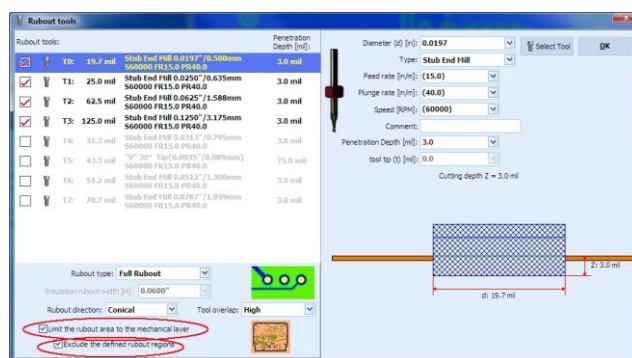 Rubout tools
Rubout tools:
Penetration
Depth [mil]:
T0: 19.7 mil Stub End Mill 0.0197"/0.500mm 3.0 mil
S60000 FR15.0 PR40.0
T1: 25.0 mil Stub End Mill 0.0250"/0.635mm 3.0 mil
S60000 FR15.0 PR40.0
T2: 62.5 mil Stub End Mill 0.0625"/1.588mm 3.0 mil
S60000 FR15.0 PR40.0
T3: 125.0 mil Stub End Mill 0.1250"/3.175mm 3.0 mil
S60000 FR15.0 PR40.0
T4: 31.3 mil Stub End Mill 0.0313"/0.795mm 3.0 mil
S60000 FR15.0 PR40.0
T5: 43.3 mil "V" 30° Tip(0.0035"/0.089mm) 75.0 mil
S60000 FR15.0 PR40.0
T6: 51.2 mil Stub End Mill 0.0512"/1.300mm 3.0 mil
S60000 FR15.0 PR40.0
T7: 78.7 mil Stub End Mill 0.0787"/1.999mm 3.0 mil
S60000 FR15.0 PR40.0
Rubout type: Full Rubout
Insulation rubout width [in]: 0.0600"
Rubout direction: Conical Tool overlap: High
Limit the rubout area to the mechanical layer
Exclude the defined rubout regions
Diameter (d) [in]: 0.0197 Select Tool OK
Type: Stub End Mill
Feed rate [in/m]: (15.0)
Plunge rate [in/m]: (40.0)
Speed [RPM]: (60000)
Comment:
Penetration Depth [mil]: 3.0
tool tip (t) [mil]: 0.0
Cutting depth Z = 3.0 mil
Z: 3.0 mil
d: 19.7 mil